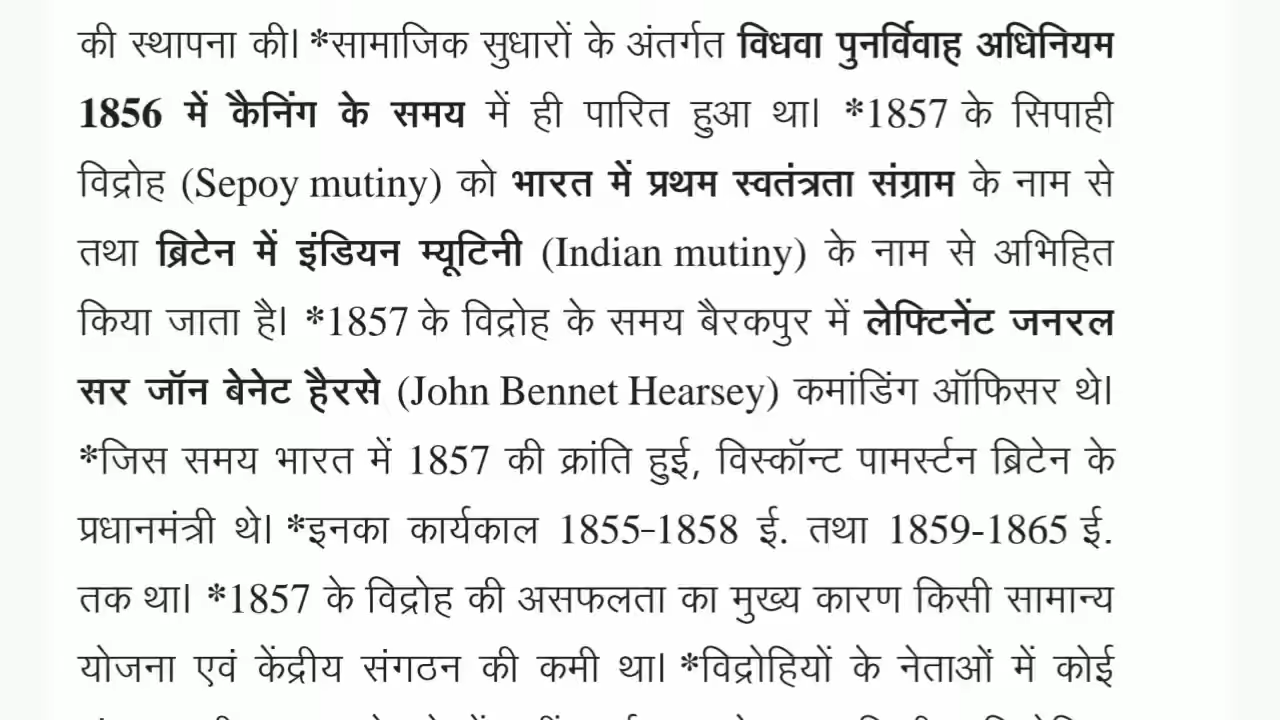 की स्थापना की। *सामाजिक सुधारों के अंतर्गत विधवा पुनर्विवाह अधिनियम
1856 में कैनिंग के समय में ही पारित हुआ था। *1857 के सिपाही
विद्रोह (Sepoy mutiny) को भारत में प्रथम स्वतंत्रता संग्राम के नाम से
तथा ब्रिटेन में इंडियन म्यूटिनी (Indian mutiny) के नाम से अभिहित
किया जाता है। *1857 के विद्रोह के समय बैरकपुर में लेफ्टिनेंट जनरल
सर जॉन बेनेट हैरसे (John Bennet Hearsey) कमांडिंग ऑफिसर थे।
*जिस समय भारत में 1857 की क्रांति हुई, विस्कॉन्ट पामर्स्टन ब्रिटेन के
प्रधानमंत्री थे। *इनका कार्यकाल 1855-1858 ई. तथा 1859-1865 ई.
तक था। *1857 के विद्रोह की असफलता का मुख्य कारण किसी सामान्य
योजना एवं केंद्रीय संगठन की कमी था। *विद्रोहियों के नेताओं में कोई